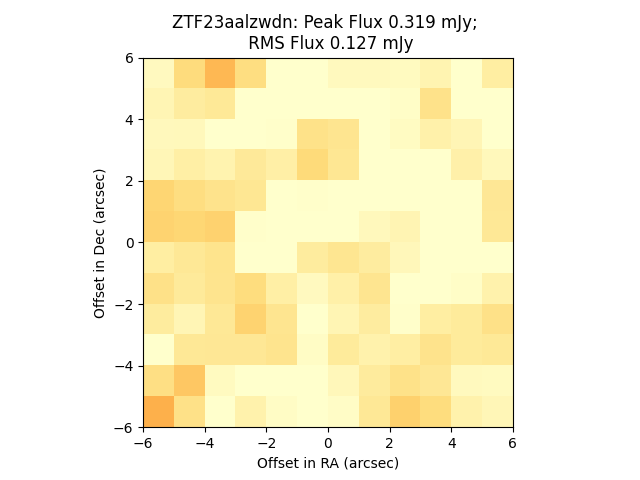 ZTF23aalzwdn: Peak Flux 0.319 mJy;
RMS Flux 0.127 mJy
6
4
2
0
−2
−4
−6
Offset in Dec (arcsec)
−6 −4 −2 0 2 4 6
Offset in RA (arcsec)